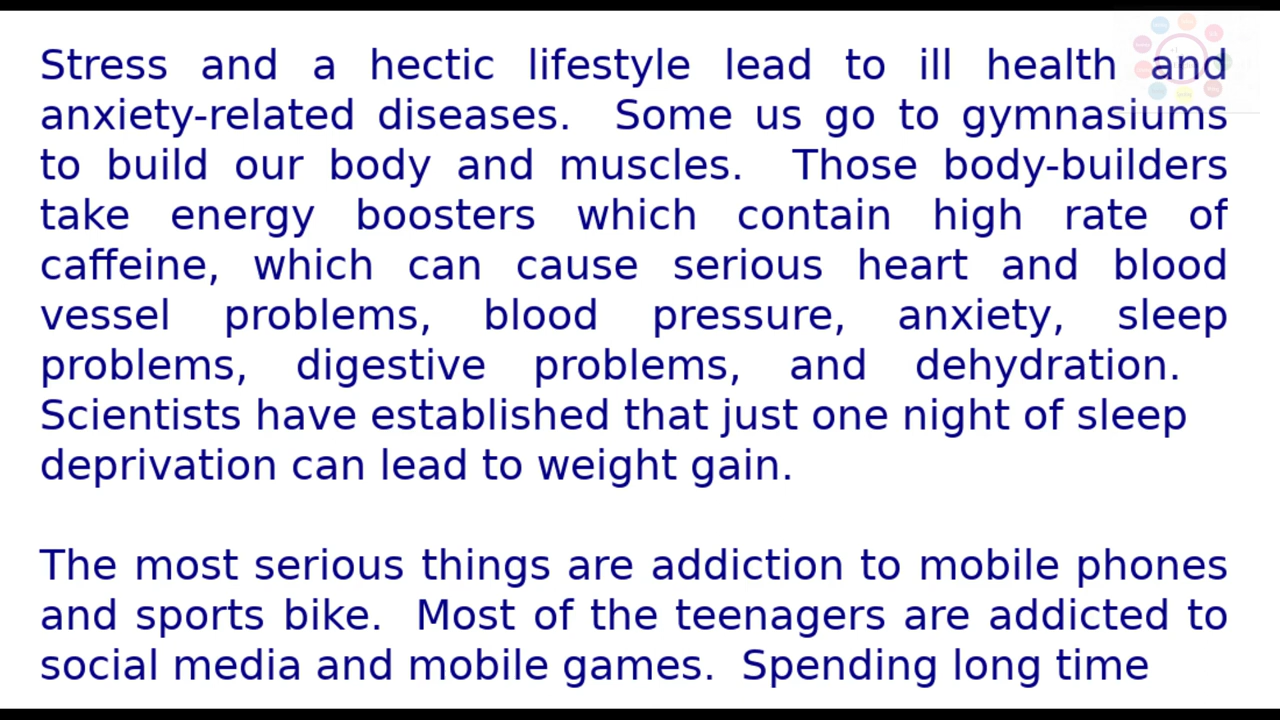 Stress and a hectic lifestyle lead to ill health and
anxiety-related diseases. Some us go to gymnasiums
to build our body and muscles. Those body-builders
take energy boosters which contain high rate of
caffeine, which can cause serious heart and blood
vessel problems, blood pressure, anxiety, sleep
problems, digestive problems, and dehydration.
Scientists have established that just one night of sleep
deprivation can lead to weight gain.
The most serious things are addiction to mobile phones
and sports bike. Most of the teenagers are addicted to
social media and mobile games. Spending long time